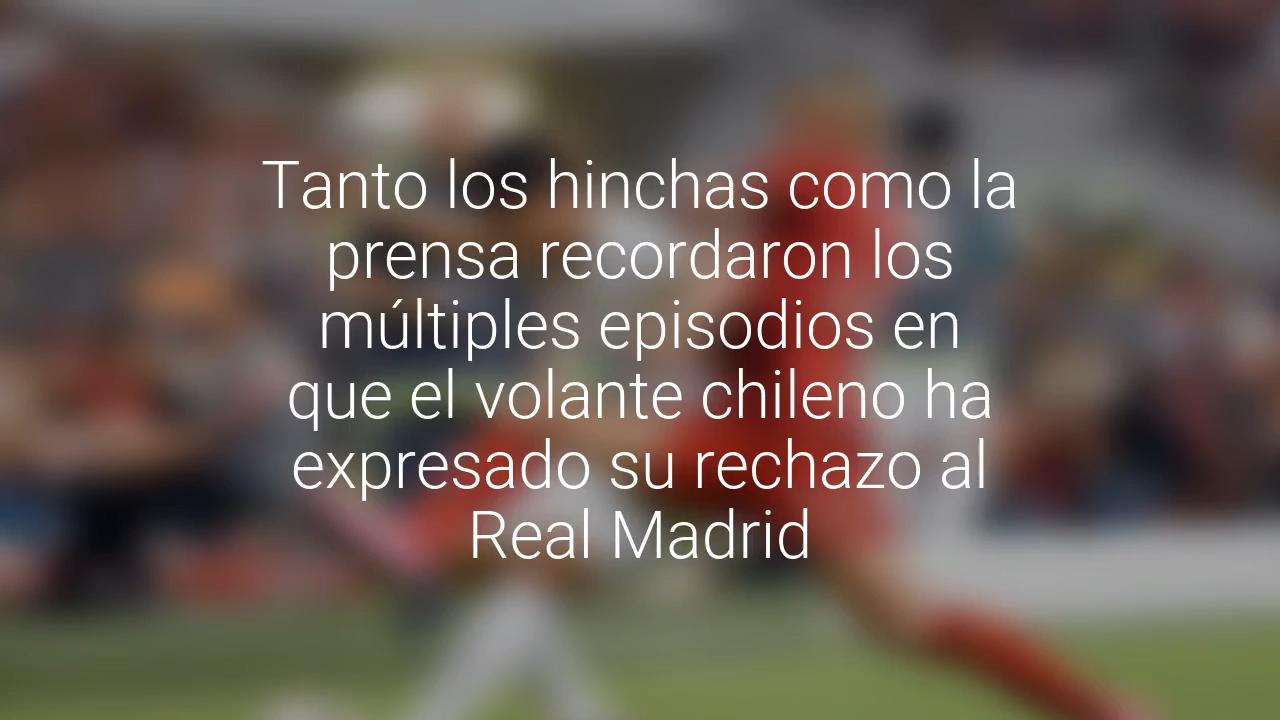 Tanto los hinchas como la
prensa recordaron los
múltiples episodios en
que el volante chileno ha
expresado su rechazo al
Real Madrid